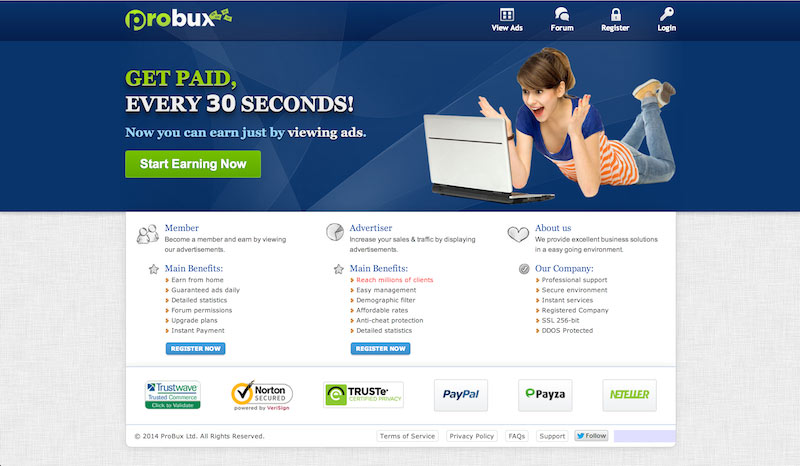 probux
View Ads
Forum
Register
Login
GET PAID,
EVERY 30 SECONDS!
Now you can earn just by viewing ads.
Start Earning Now
Member
Become a member and earn by viewing
our advertisements.
Main Benefits:
Earn from home
Guaranteed ads daily
Detailed statistics
Forum permissions
Upgrade plans
Instant Payment
REGISTER NOW
Advertiser
Increase your sales & traffic by displaying
advertisements.
Main Benefits:
Reach millions of clients
Easy management
Demographic filter
Affordable rates
Anti-cheat protection
Detailed statistics
REGISTER NOW
About us
We provide excellent business solutions
in a easy going environment.
Our Company:
Professional support
Secure environment
Instant services
Registered Company
SSL 256-bit
DDOS Protected
Trustwave
Trusted Commerce
Click to Validate
Norton
SECURED
powered by VeriSign
TRUSTe
CERTIFIED PRIVACY
PayPal
Payza
NETELLER
© 2014 ProBux Ltd. All Rights Reserved.
Terms of Service
Privacy Policy
FAQs
Support
Follow